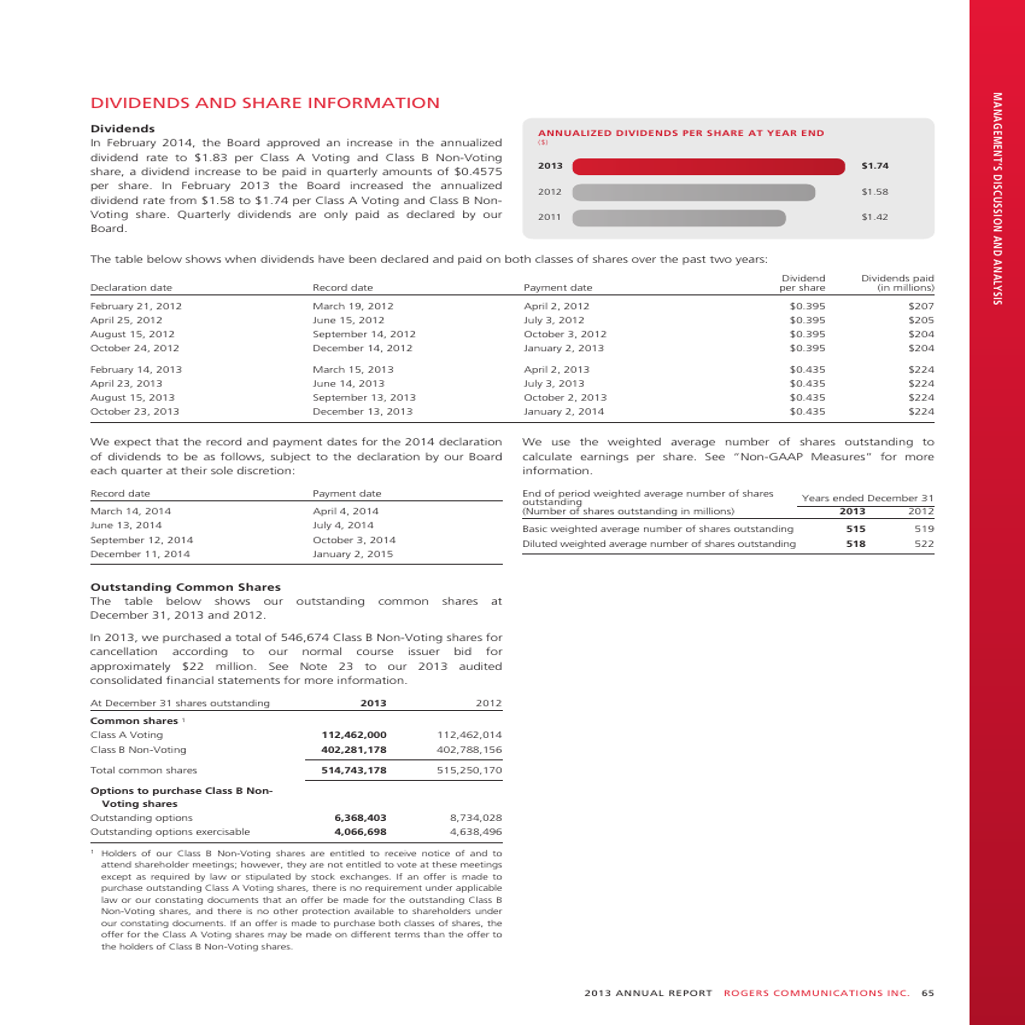 DIVIDENDS AND SHARE INFORMATION
Dividends
In February 2014, the Board approved an increase in the annualized
dividend rate to $1.83 per Class A Voting and Class B Non-Voting
share, a dividend increase to be paid in quarterly amounts of $0.4575
per share. In February 2013 the Board increased the annualized
dividend rate from $1.58 to $1.74 per Class A Voting and Class B Non-
Voting share. Quarterly dividends are only paid as declared by our
Board.
ANNUALIZED DIVIDENDS PER SHARE AT YEAR END
($)
2013 $1.74
2012 $1.58
2011 $1.42
The table below shows when dividends have been declared and paid on both classes of shares over the past two years:
Declaration date Record date Payment date Dividend per share Dividends paid (in millions)
February 21, 2012 March 19, 2012 April 2, 2012 $0.395 $207
April 25, 2012 June 15, 2012 July 3, 2012 $0.395 $205
August 15, 2012 September 14, 2012 October 3, 2012 $0.395 $204
October 24, 2012 December 14, 2012 January 2, 2013 $0.395 $204
February 14, 2013 March 15, 2013 April 2, 2013 $0.435 $224
April 23, 2013 June 14, 2013 July 3, 2013 $0.435 $224
August 15, 2013 September 13, 2013 October 2, 2013 $0.435 $224
October 23, 2013 December 13, 2013 January 2, 2014 $0.435 $224
We expect that the record and payment dates for the 2014 declaration
of dividends to be as follows, subject to the declaration by our Board
each quarter at their sole discretion:
Record date Payment date
March 14, 2014 April 4, 2014
June 13, 2014 July 4, 2014
September 12, 2014 October 3, 2014
December 11, 2014 January 2, 2015
Outstanding Common Shares
The table below shows our outstanding common shares at
December 31, 2013 and 2012.
In 2013, we purchased a total of 546,674 Class B Non-Voting shares for
cancellation according to our normal course issuer bid for
approximately $22 million. See Note 23 to our 2013 audited
consolidated financial statements for more information.
At December 31 shares outstanding 2013 2012
Common shares 1
Class A Voting 112,462,000 112,462,014
Class B Non-Voting 402,281,178 402,788,156
Total common shares 514,743,178 515,250,170
Options to purchase Class B Non-
Voting shares
Outstanding options 6,368,403 8,734,028
Outstanding options exercisable 4,066,698 4,638,496
1 Holders of our Class B Non-Voting shares are entitled to receive notice of and to
attend shareholder meetings; however, they are not entitled to vote at these meetings
except as required by law or stipulated by stock exchanges. If an offer is made to
purchase outstanding Class A Voting shares, there is no requirement under applicable
law or our constating documents that an offer be made for the outstanding Class B
Non-Voting shares, and there is no other protection available to shareholders under
our constating documents. If an offer is made to purchase both classes of shares, the
offer for the Class A Voting shares may be made on different terms than the offer to
the holders of Class B Non-Voting shares.
We use the weighted average number of shares outstanding to
calculate earnings per share. See “Non-GAAP Measures” for more
information.
End of period weighted average number of shares
outstanding Years ended December 31
(Number of shares outstanding in millions) 2013 2012
Basic weighted average number of shares outstanding 515 519
Diluted weighted average number of shares outstanding 518 522
MANAGEMENT’S DISCUSSION AND ANALYSIS
2013 ANNUAL REPORT ROGERS COMMUNICATIONS INC. 65